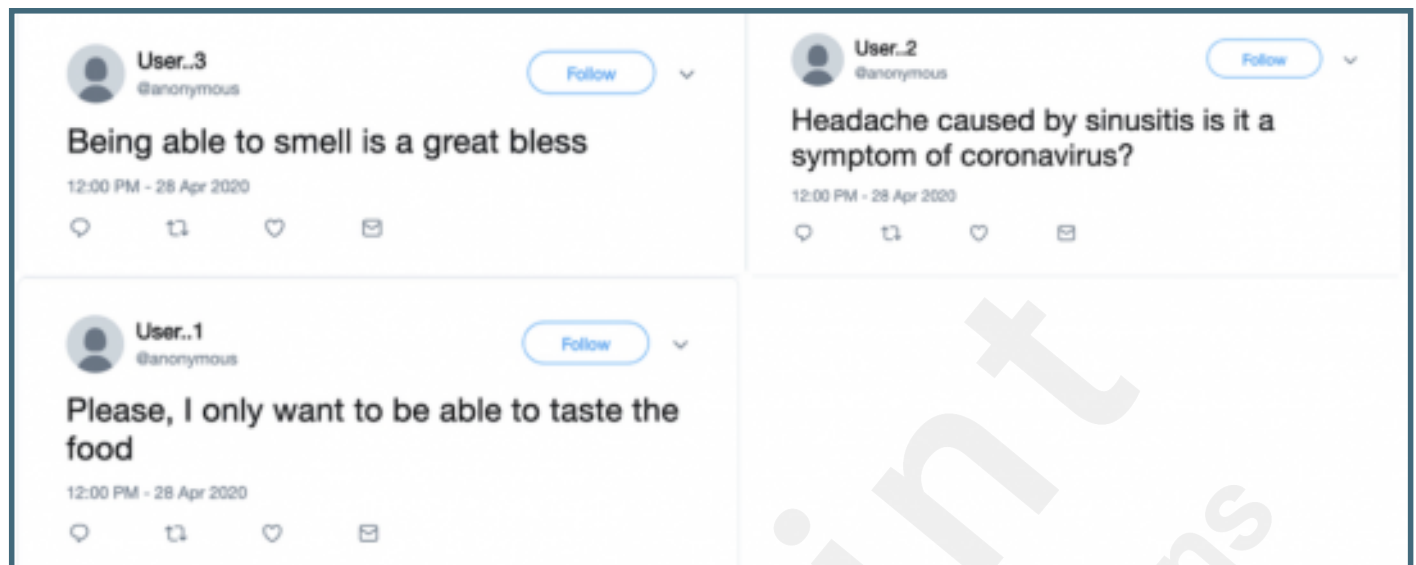 User..3
@anonymous
Follow
Being able to smell is a great bless
12:00 PM - 28 Apr 2020
User..2
@anonymous
Follow
Headache caused by sinusitis is it a
symptom of coronavirus?
12:00 PM - 28 Apr 2020
User..1
@anonymous
Follow
Please, I only want to be able to taste the
food
12:00 PM - 28 Apr 2020
int
ns